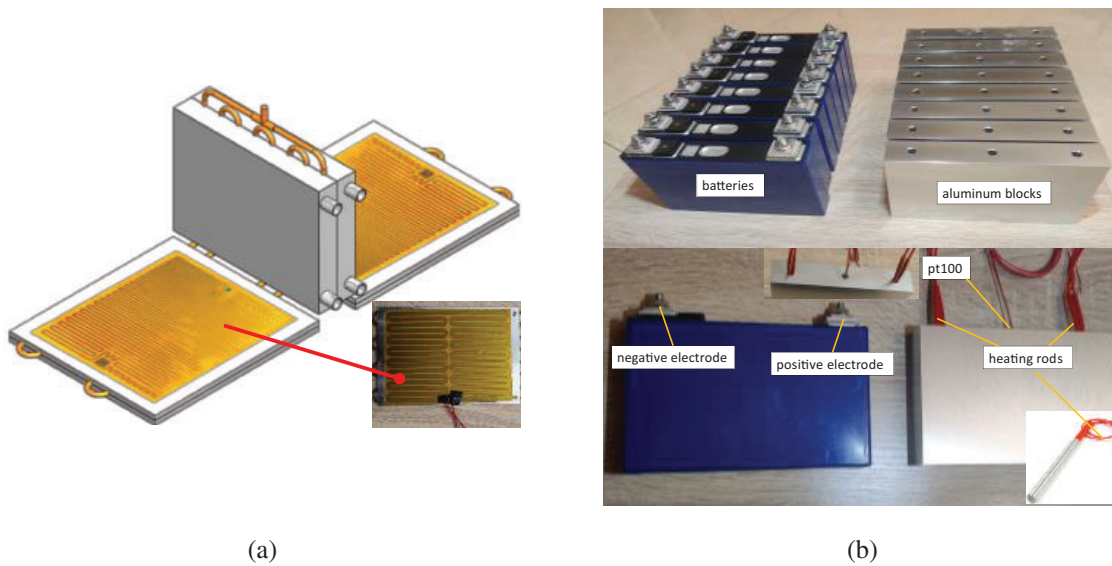 batteries
aluminum blocks
pt100
negative electrode
positive electrode
heating rods
(a)
(b)